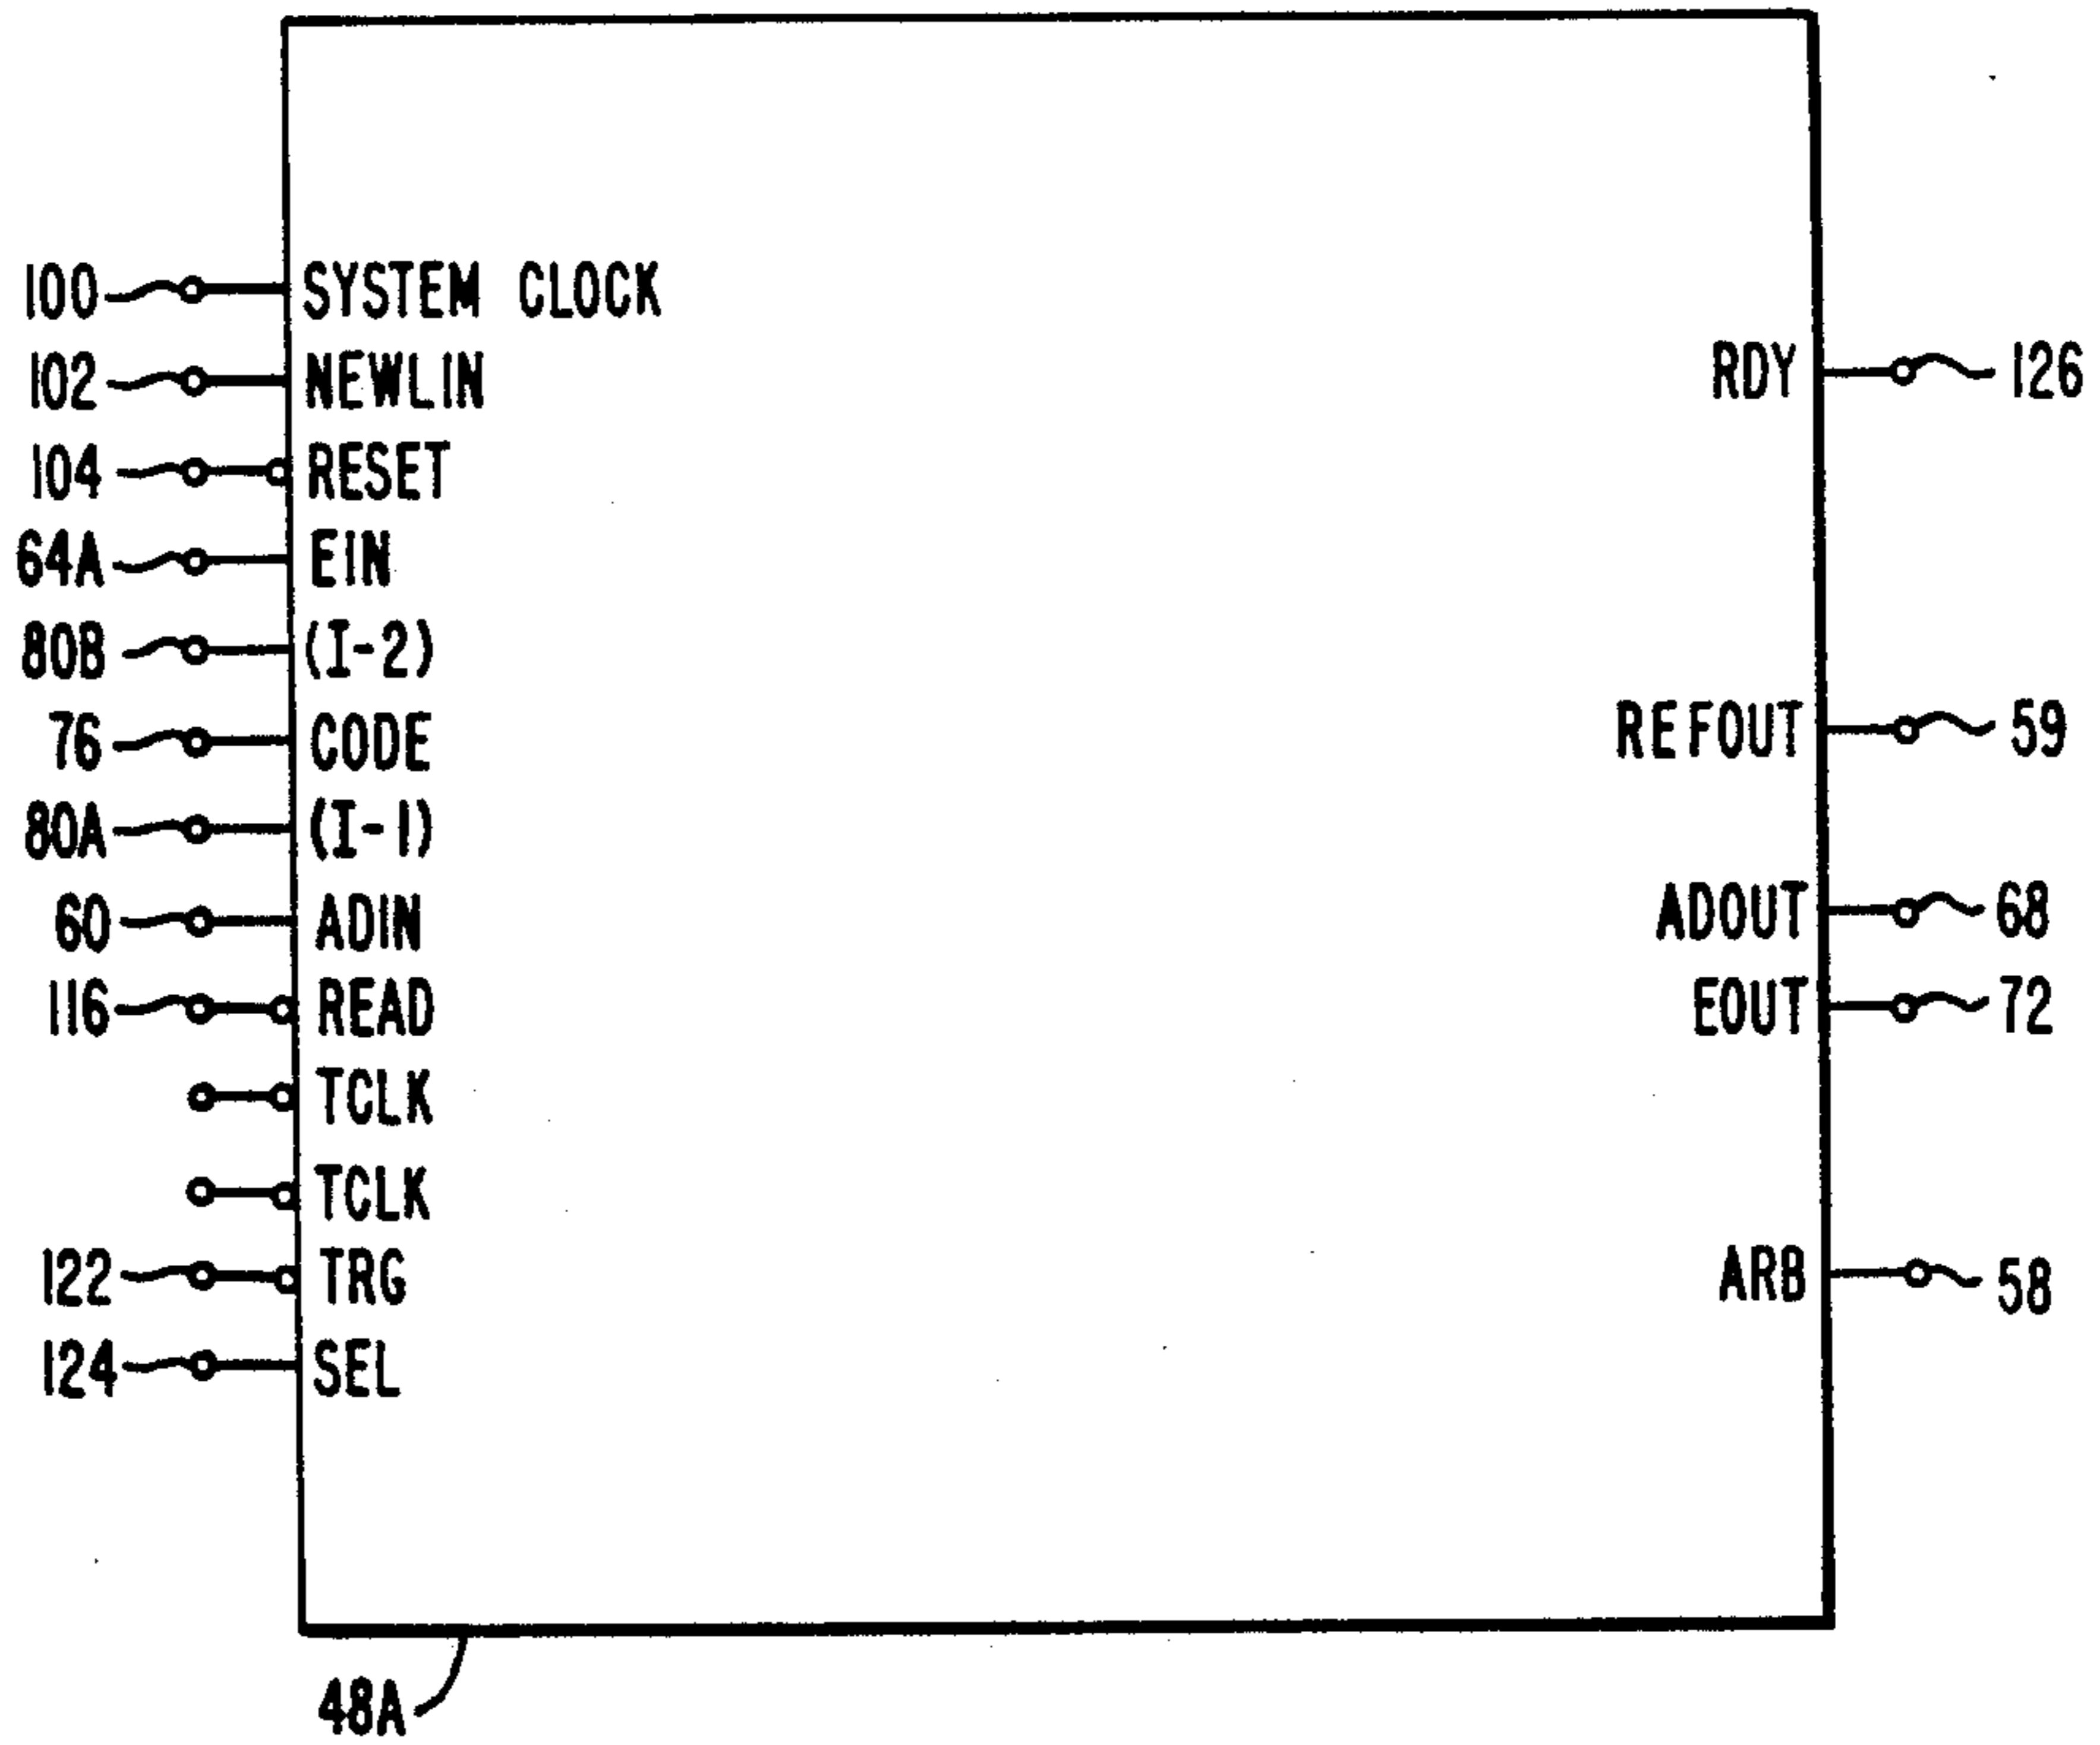 100 SYSTEM CLOCK
102 NEWLIN
RDY 126
104 RESET
64A EIN
80B (I-2)
76 CODE
REFOUT 59
80A (I-1)
60 ADIN
ADOUT 68
116 READ
EOUT 72
TCLK
TCLK
122 TRG
ARB 58
124 SEL
48A